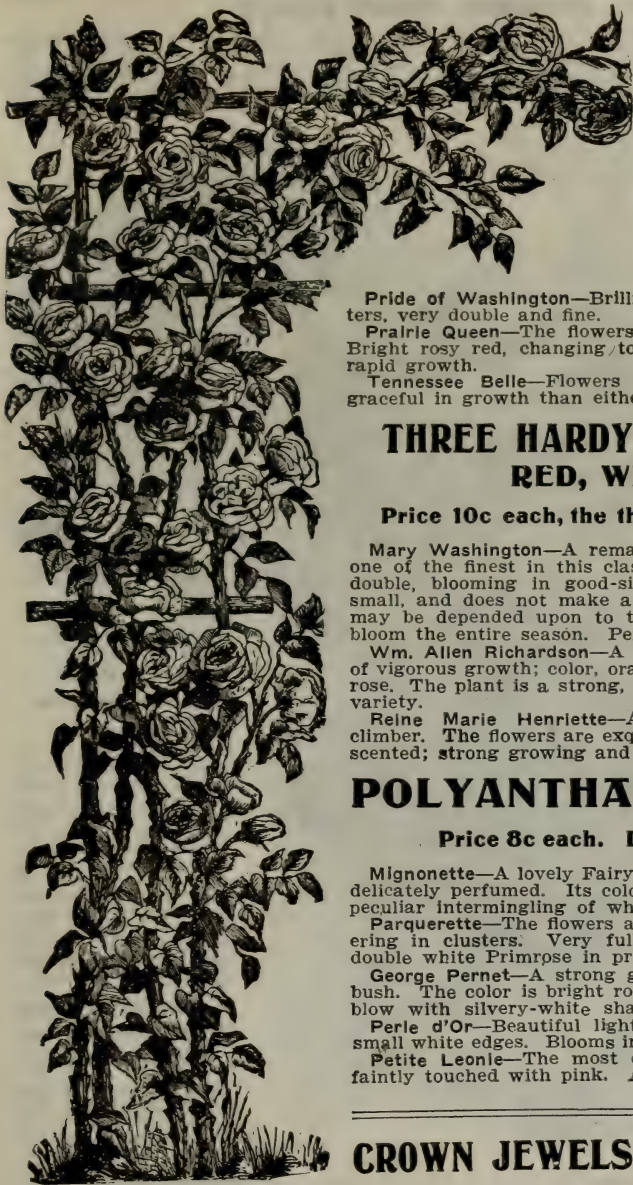 Pride of Washington—Brill
ters, very double and fine.
Prairie Queen—The flowers
Bright rosy red, changing to
rapid growth.
Tennessee Belle—Flowers
graceful in growth than eithe
THREE HARDY
RED, W
Price 10c each, the th
Mary Washington—A rema
one of the finest in this clas
double, blooming in good-si
small, and does not make a
may be depended upon to t
bloom the entire season. Pe
Wm. Allen Richardson—A
of vigorous growth; color, ora
rose. The plant is a strong,
variety.
Reine Marie Henriette—A
climber. The flowers are exq
scented; strong growing and
POLYANTHA
Price 8c each.
Mignonette—A lovely Fairy
delicately perfumed. Its colo
peculiar intermingling of wh
Parquerette—The flowers a
ering in clusters. Very ful
double white Primrose in pr
George Pernet—A strong g
bush. The color is bright ro
blow with silvery-white sha
Perle d'Or—Beautiful light
small white edges. Blooms in
Petite Leonie—The most
faintly touched with pink.
CROWN JEWELS